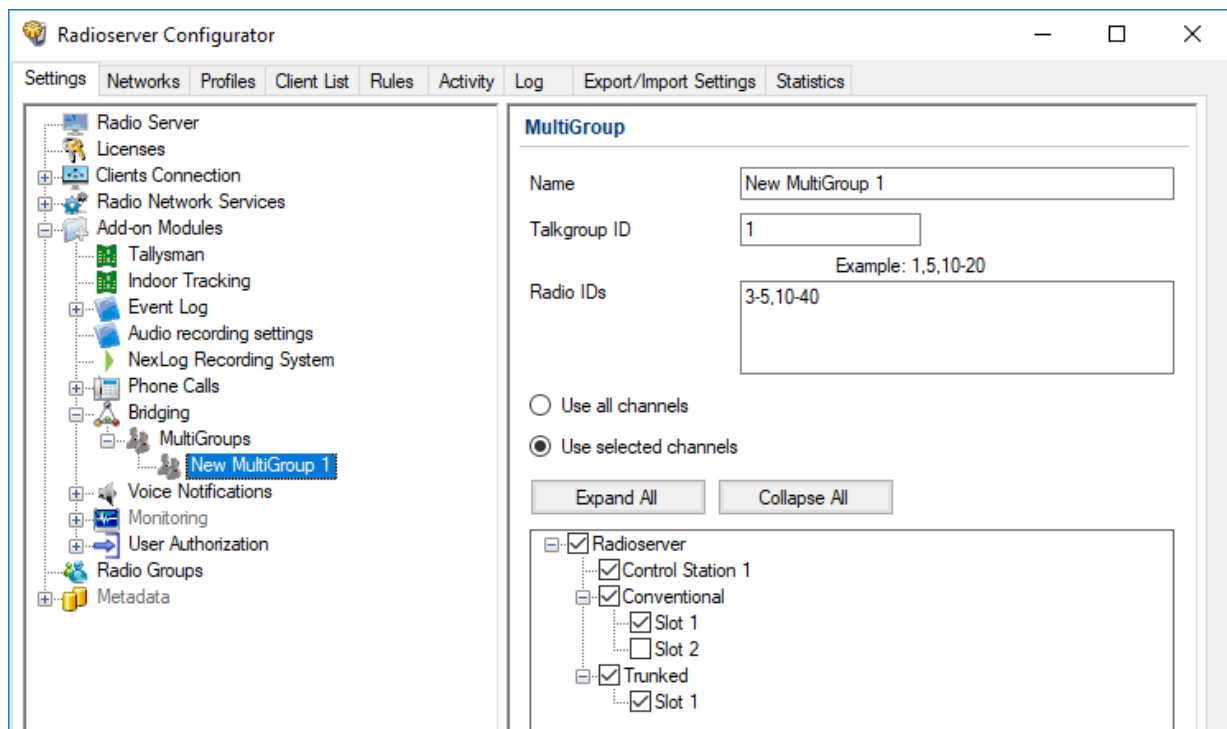 Radioserver Configurator
Settings Networks Profiles Client List Rules Activity Log Export/Import Settings Statistics
Radio Server
Licenses
Clients Connection
Radio Network Services
Add-on Modules
Tallysman
Indoor Tracking
Event Log
Audio recording settings
NexLog Recording System
Phone Calls
Bridging
MultiGroups
New MultiGroup 1
Voice Notifications
Monitoring
User Authorization
Radio Groups
Metadata
MultiGroup
Name New MultiGroup 1
Talkgroup ID 1
Example: 1,5,10-20
Radio IDs 3-5,10-40
Use all channels
Use selected channels
Expand All Collapse All
Radioserver
Control Station 1
Conventional
Slot 1
Slot 2
Trunked
Slot 1